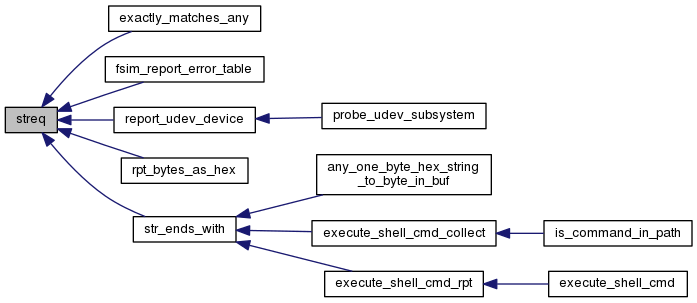 exactly_matches_any
fsim_report_error_table
streq
report_udev_device
probe_udev_subsystem
rpt_bytes_as_hex
any_one_byte_hex_string
_to_byte_in_buf
str_ends_with
execute_shell_cmd_collect
is_command_in_path
execute_shell_cmd_rpt
execute_shell_cmd